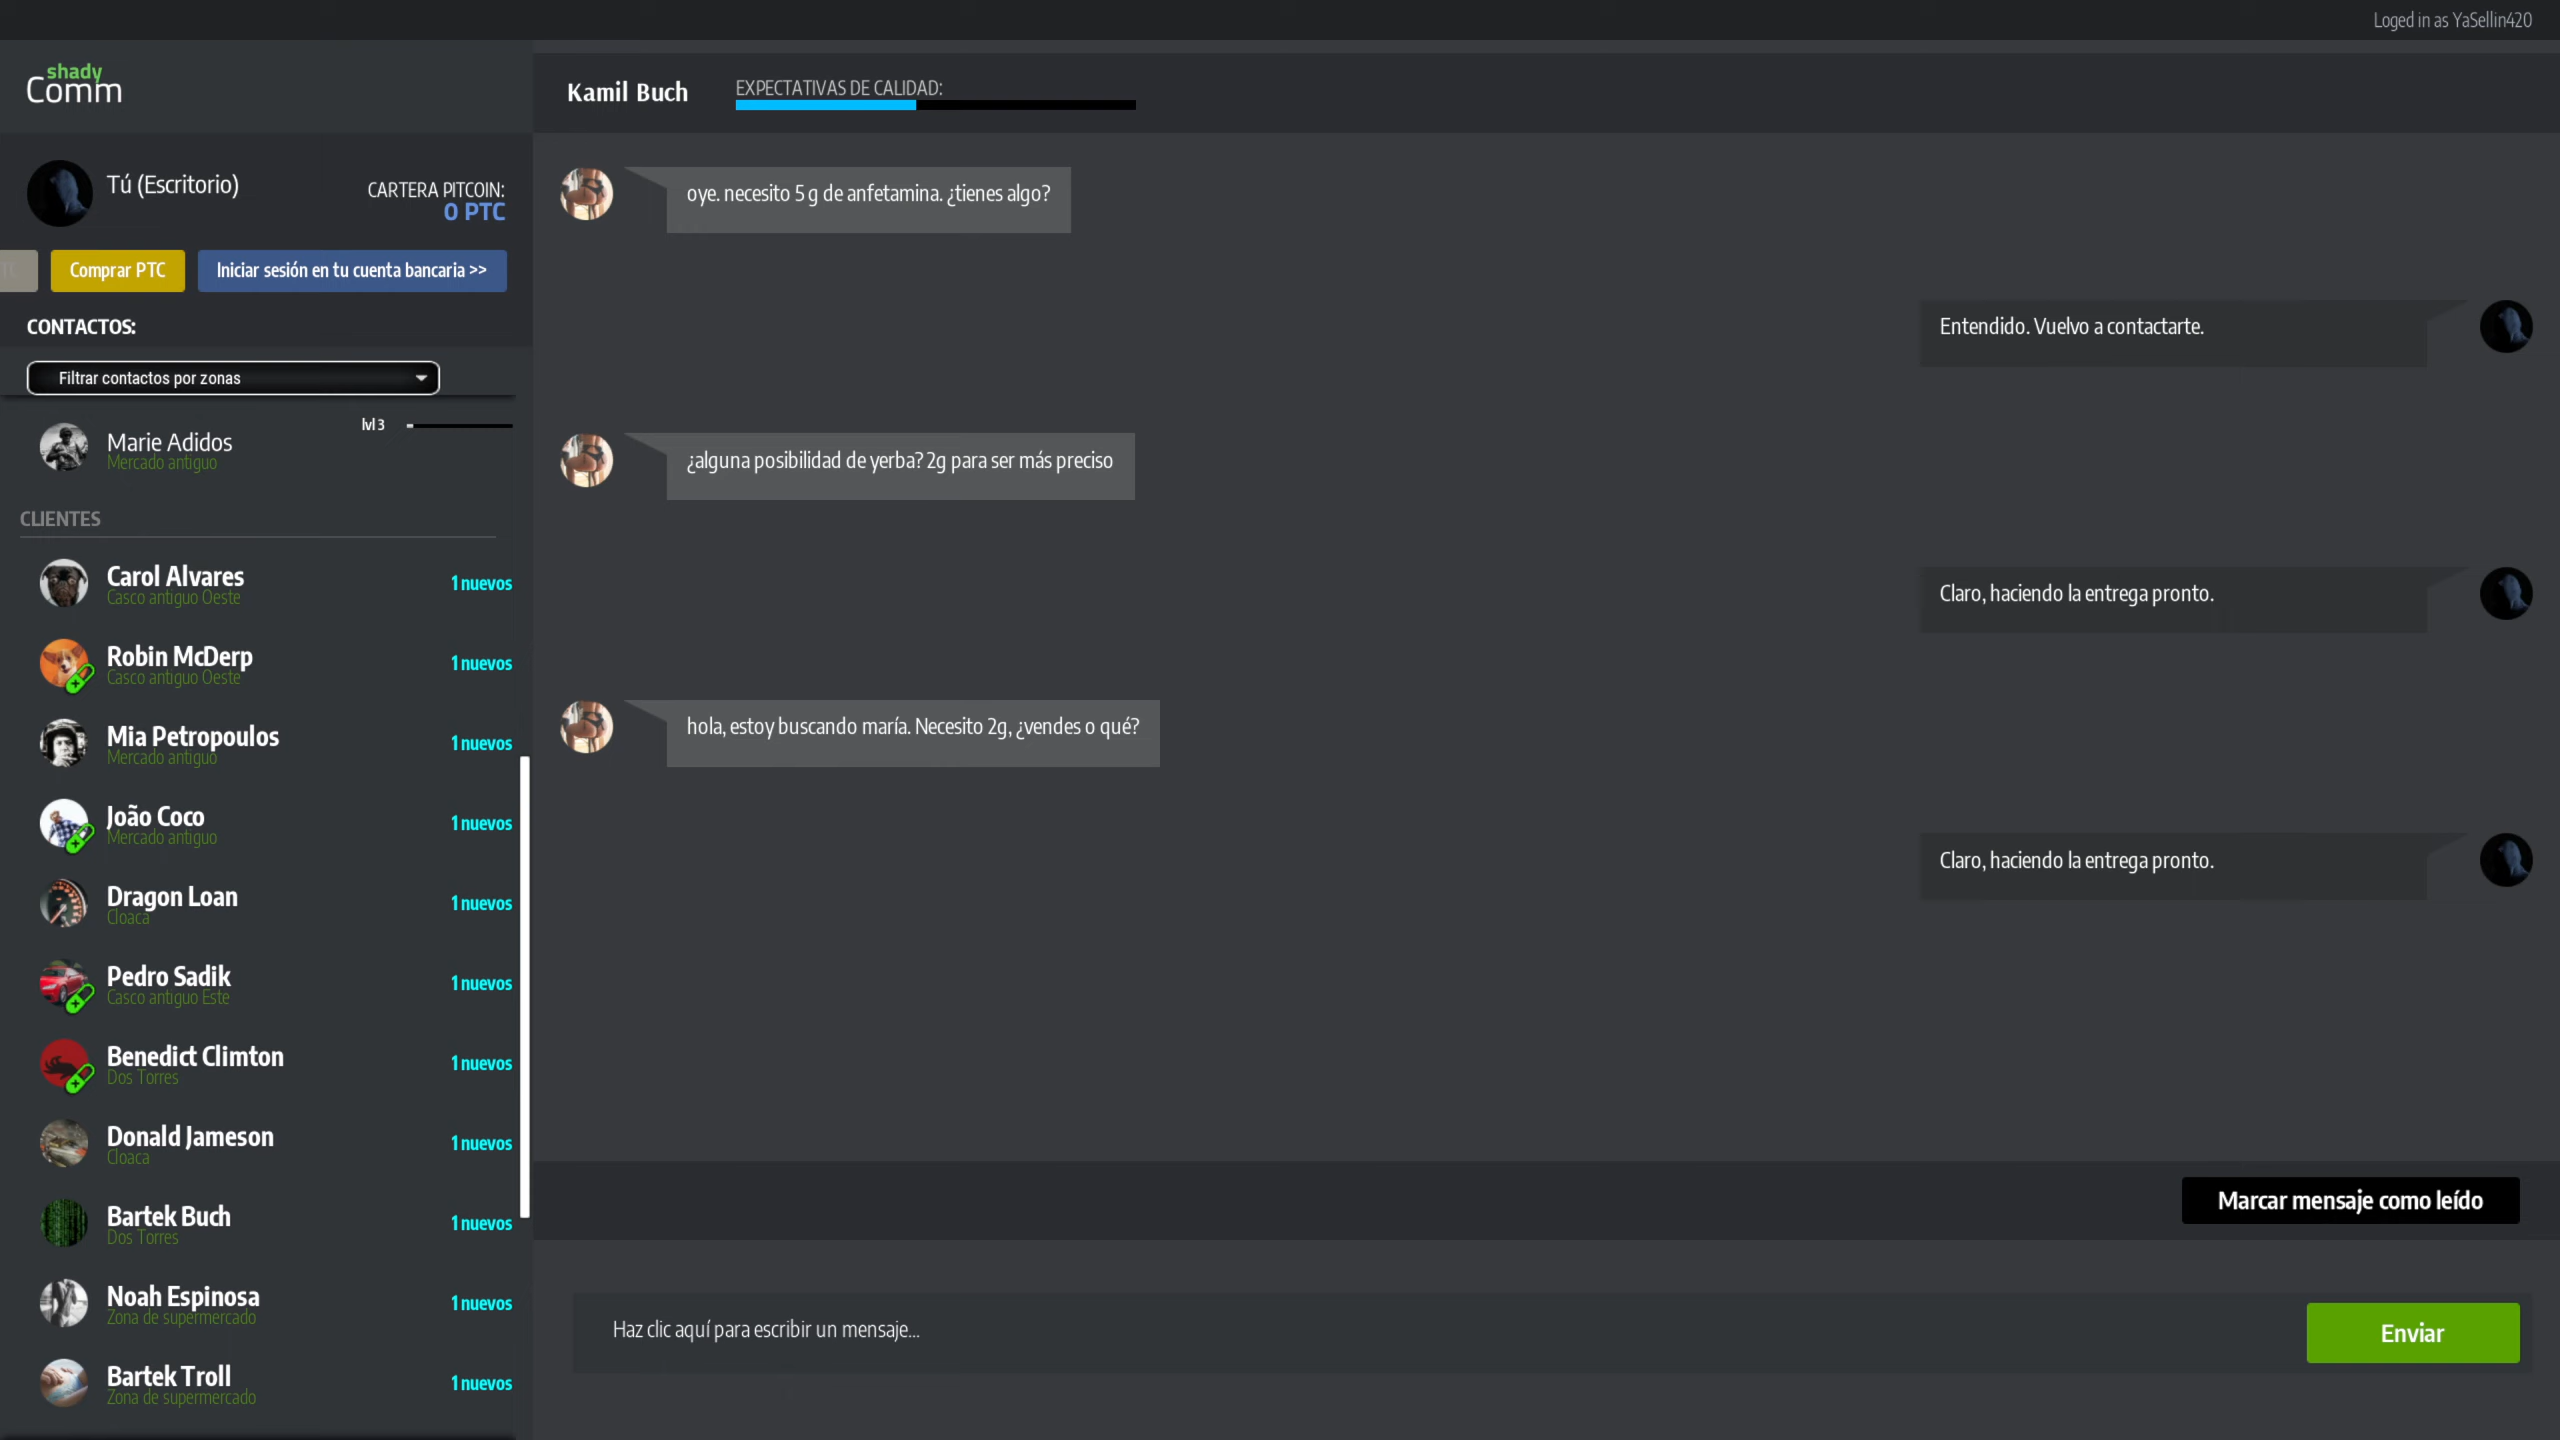 Loged in as YaSellin420
shady
Comm
Tú (Escritorio)
CARTERA PITCOIN:
0 PTC
Comprar PTC
Iniciar sesión en tu cuenta bancaria >>
CONTACTOS:
Filtrar contactos por zonas
Marie Adidos
Mercado antiguo
lvl 3
CLIENTES
Carol Alvares
Casco antiguo Oeste
1 nuevos
Robin McDerp
Casco antiguo Oeste
1 nuevos
Mia Petropoulos
Mercado antiguo
1 nuevos
João Coco
Mercado antiguo
1 nuevos
Dragon Loan
Cloaca
1 nuevos
Pedro Sadik
Casco antiguo Este
1 nuevos
Benedict Climton
Dos Torres
1 nuevos
Donald Jameson
Cloaca
1 nuevos
Bartek Buch
Dos Torres
1 nuevos
Noah Espinosa
Zona de supermercado
1 nuevos
Bartek Troll
Zona de supermercado
1 nuevos
Kamil Buch
EXPECTATIVAS DE CALIDAD:
oye. necesito 5 g de anfetamina. ¿tienes algo?
Entendido. Vuelvo a contactarte.
¿alguna posibilidad de yerba? 2g para ser más preciso
Claro, haciendo la entrega pronto.
hola, estoy buscando maría. Necesito 2g, ¿vendes o qué?
Claro, haciendo la entrega pronto.
Marcar mensaje como leído
Haz clic aquí para escribir un mensaje...
Enviar